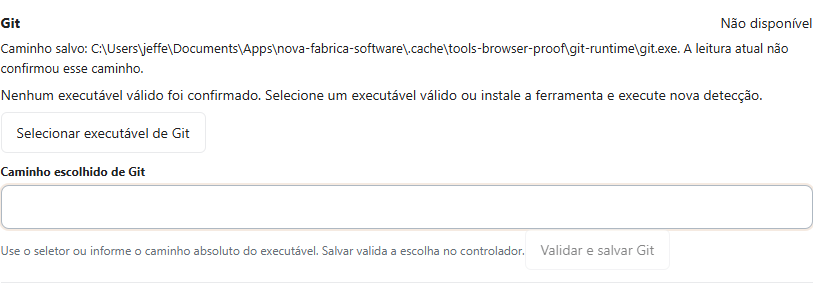 Git
Não disponível
Caminho salvo: C:\Users\jeffe\Documents\Apps\nova-fabrica-software\.cache\tools-browser-proof\git-runtime\git.exe. A leitura atual não
confirmou esse caminho.
Nenhum executável válido foi confirmado. Selecione um executável válido ou instale a ferramenta e execute nova detecção.
Selecionar executável de Git
Caminho escolhido de Git
Use o seletor ou informe o caminho absoluto do executável. Salvar valida a escolha no controlador.
Validar e salvar Git